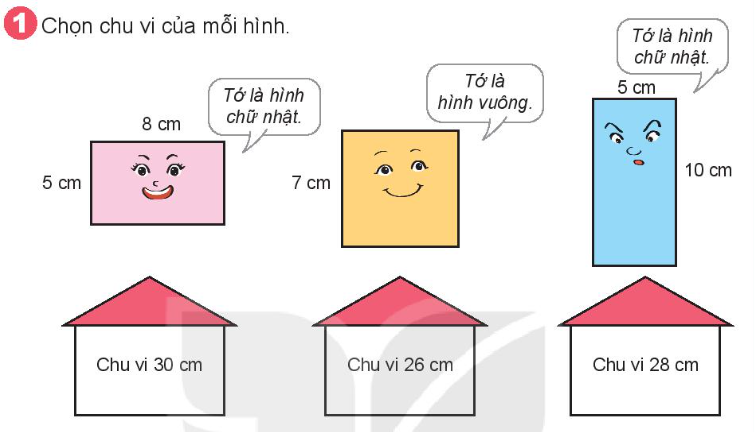 1 Chọn chu vi của mỗi hình.
Tớ là hình
chữ nhật.
8 cm
5 cm
Tớ là
hình vuông.
7 cm
Tớ là hình
chữ nhật.
5 cm
10 cm
Chu vi 30 cm
Chu vi 26 cm
Chu vi 28 cm